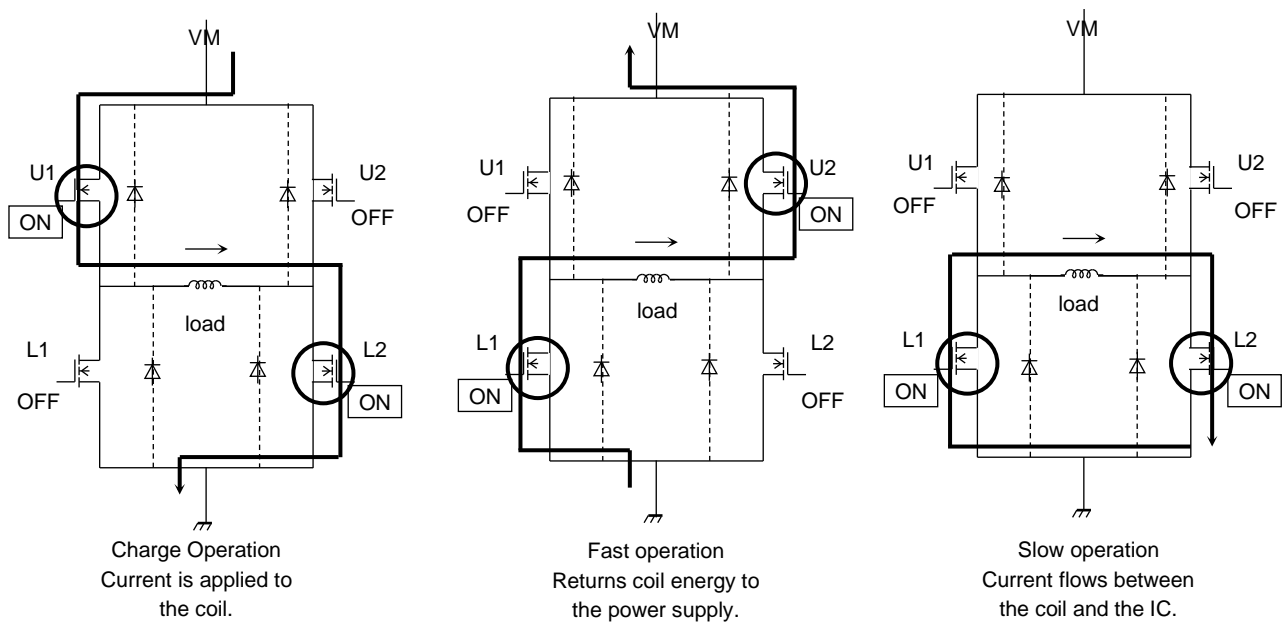 VM
U1
U2
ON
OFF
load
L1
L2
OFF
ON
Charge Operation
Current is applied to
the coil.
VM
U1
U2
OFF
ON
load
L1
L2
ON
OFF
Fast operation
Returns coil energy to
the power supply.
VM
U1
U2
OFF
OFF
load
L1
L2
ON
ON
Slow operation
Current flows between
the coil and the IC.